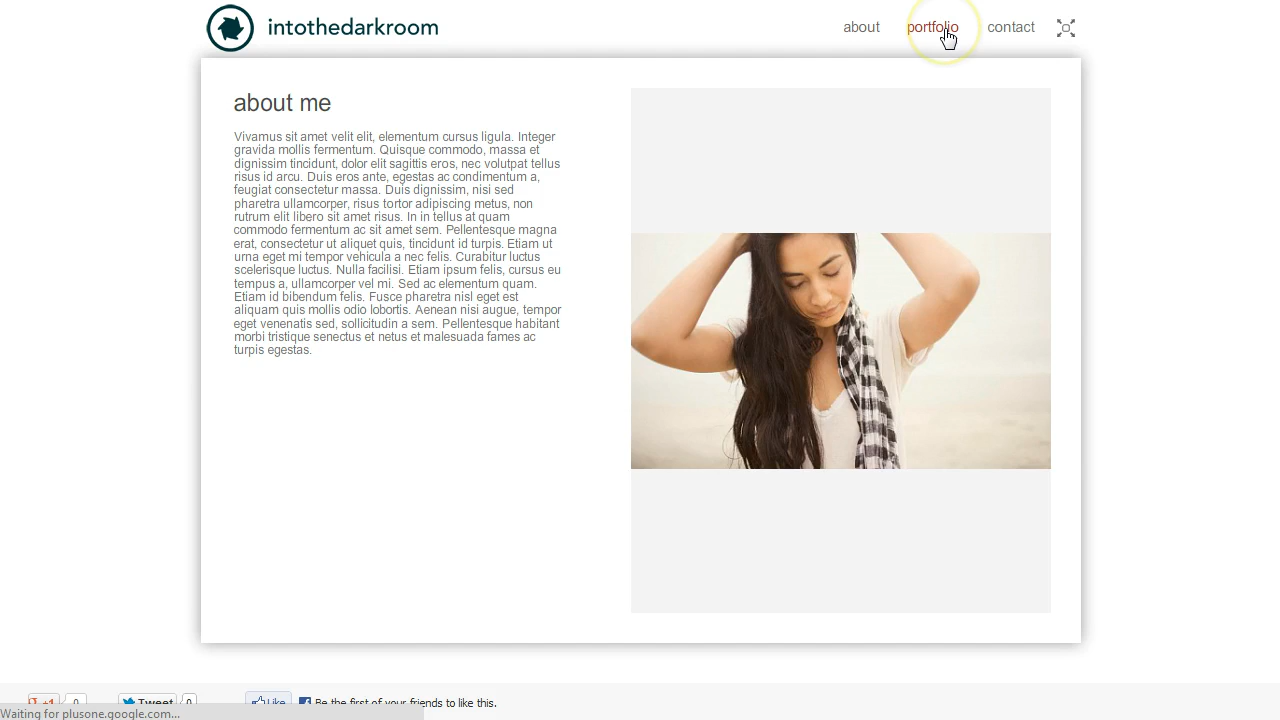 intothedarkroom
about portfolio contact
about me
Vivamus sit amet velit elit, elementum cursus ligula. Integer
gravida mollis fermentum. Quisque commodo, massa et
dignissim tincidunt, dolor elit sagittis eros, nec volutpat tellus
risus id arcu. Duis eros ante, egestas ac condimentum a,
feugiat consectetur massa. Duis dignissim, nisi sed
pharetra ullamcorper, risus tortor adipiscing metus, non
rutrum elit libero sit amet risus. In in tellus at quam
commodo fermentum ac sit amet sem. Pellentesque magna
erat, consectetur ut aliquet quis, tincidunt id turpis. Etiam ut
urna eget mi tempor vehicula a nec felis. Curabitur luctus
scelerisque luctus. Nulla facilisi. Etiam ipsum felis, cursus eu
tempus a, ullamcorper vel mi. Sed ac elementum quam.
Etiam id bibendum felis. Fusce pharetra nisl eget est
aliquam quis mollis odio lobortis. Aenean nisi augue, tempor
eget venenatis sed, sollicitudin a sem. Pellentesque habitant
morbi tristique senectus et netus et malesuada fames ac
turpis egestas.
+1 0 Tweet 0 Like Be the first of your friends to like this.
Waiting for plusone.google.com...